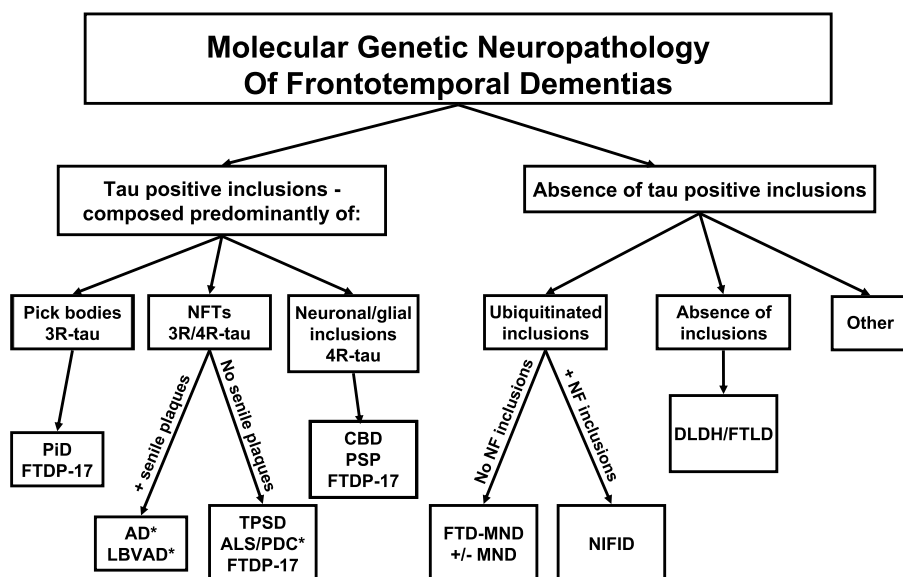 Molecular Genetic Neuropathology
Of Frontotemporal Dementias
Tau positive inclusions -
composed predominantly of:
Absence of tau positive inclusions
Pick bodies
3R-tau
NFTs
3R/4R-tau
Neuronal/glial
inclusions
4R-tau
Ubiquitinated
inclusions
Absence of
inclusions
Other
+ senile plaques
No senile plaques
No NF inclusions
+ NF inclusions
PiD
FTDP-17
CBD
PSP
FTDP-17
DLDH/FTLD
AD*
LBVAD*
TPSD
ALS/PDC*
FTDP-17
FTD-MND
+/- MND
NIFID